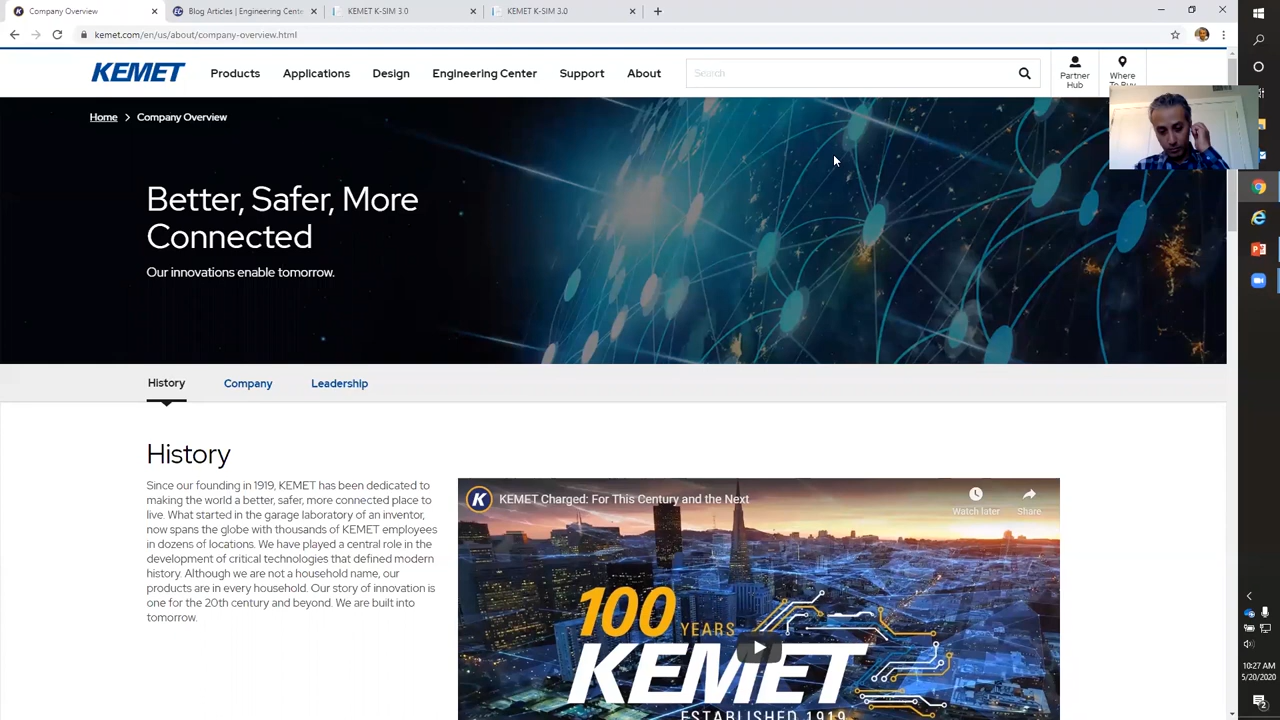 Company Overview
Blog Articles | Engineering Cent
KEMET K-SIM 3.0
KEMET K-SIM 3.0
kemet.com/en/us/about/company-overview.html
KEMET
Products
Applications
Design
Engineering Center
Support
About
Search
Partner
Hub
Where
To Buy
Home > Company Overview
Better, Safer, More
Connected
Our innovations enable tomorrow.
History
Company
Leadership
History
Since our founding in 1919, KEMET has been dedicated to
making the world a better, safer, more connected place to
live. What started in the garage laboratory of an inventor,
now spans the globe with thousands of KEMET employees
in dozens of locations. We have played a central role in the
development of critical technologies that defined modern
history. Although we are not a household name, our
products are in every household. Our story of innovation is
one for the 20th century and beyond. We are built into
tomorrow.
K
KEMET Charged: For This Century and the Next
Watch later
Share
100 YEARS
KEMET
ESTABLISHED 1919
10:27 AM
5/20/2020